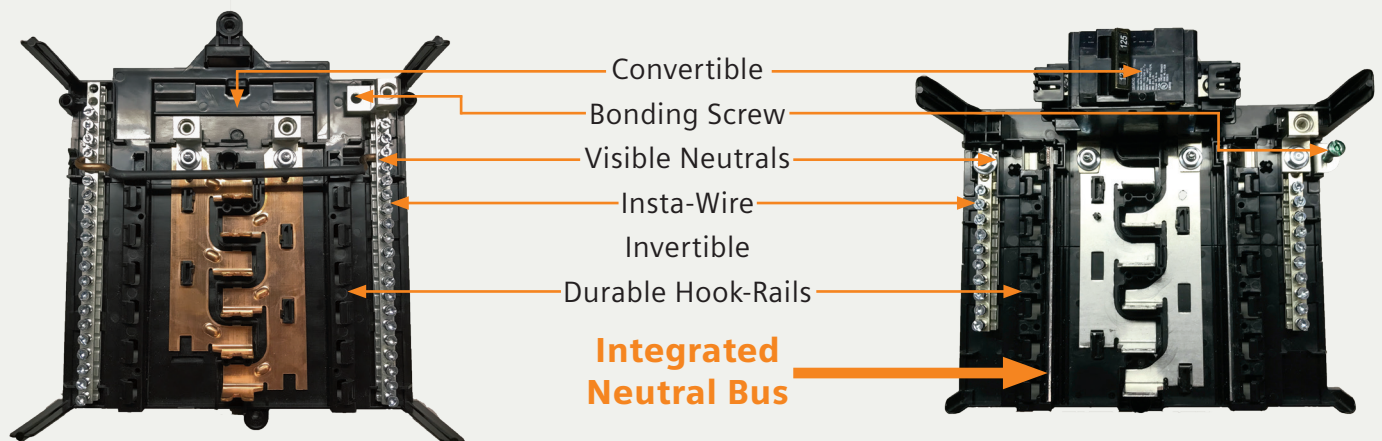 Convertible
Bonding Screw
Visible Neutrals
Insta-Wire
Invertible
Durable Hook-Rails
Integrated
Neutral Bus
125